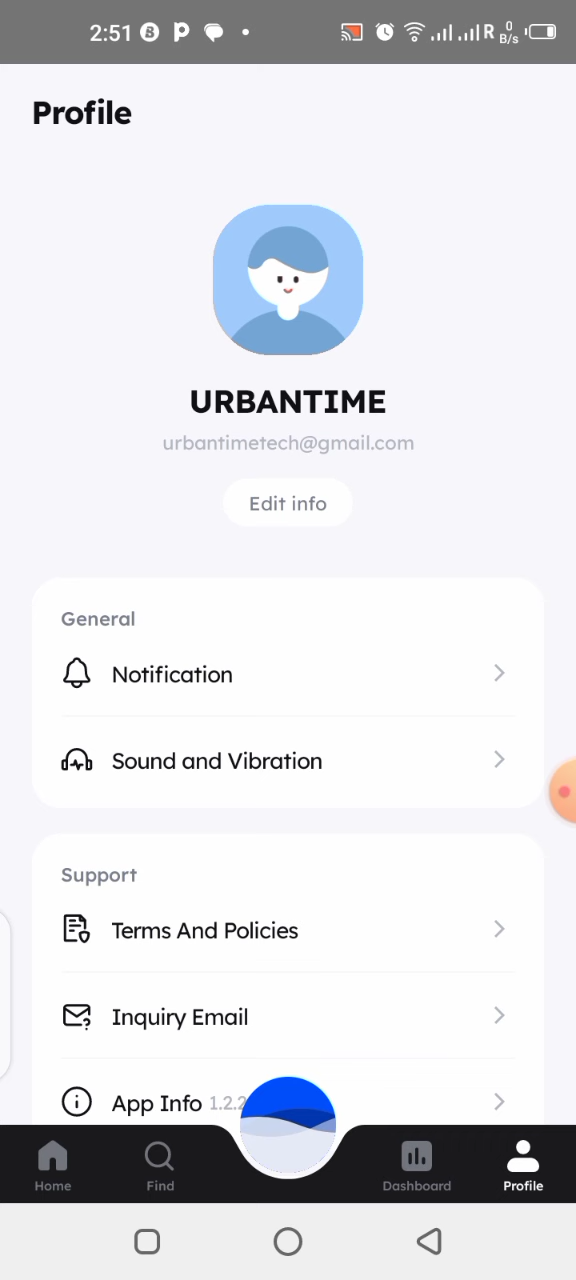 2:51
R 0 B/s
Profile
URBANTIME
urbantimetech@gmail.com
Edit info
General
Notification
Sound and Vibration
Support
Terms And Policies
Inquiry Email
App Info 1.2.2
Home
Find
Dashboard
Profile